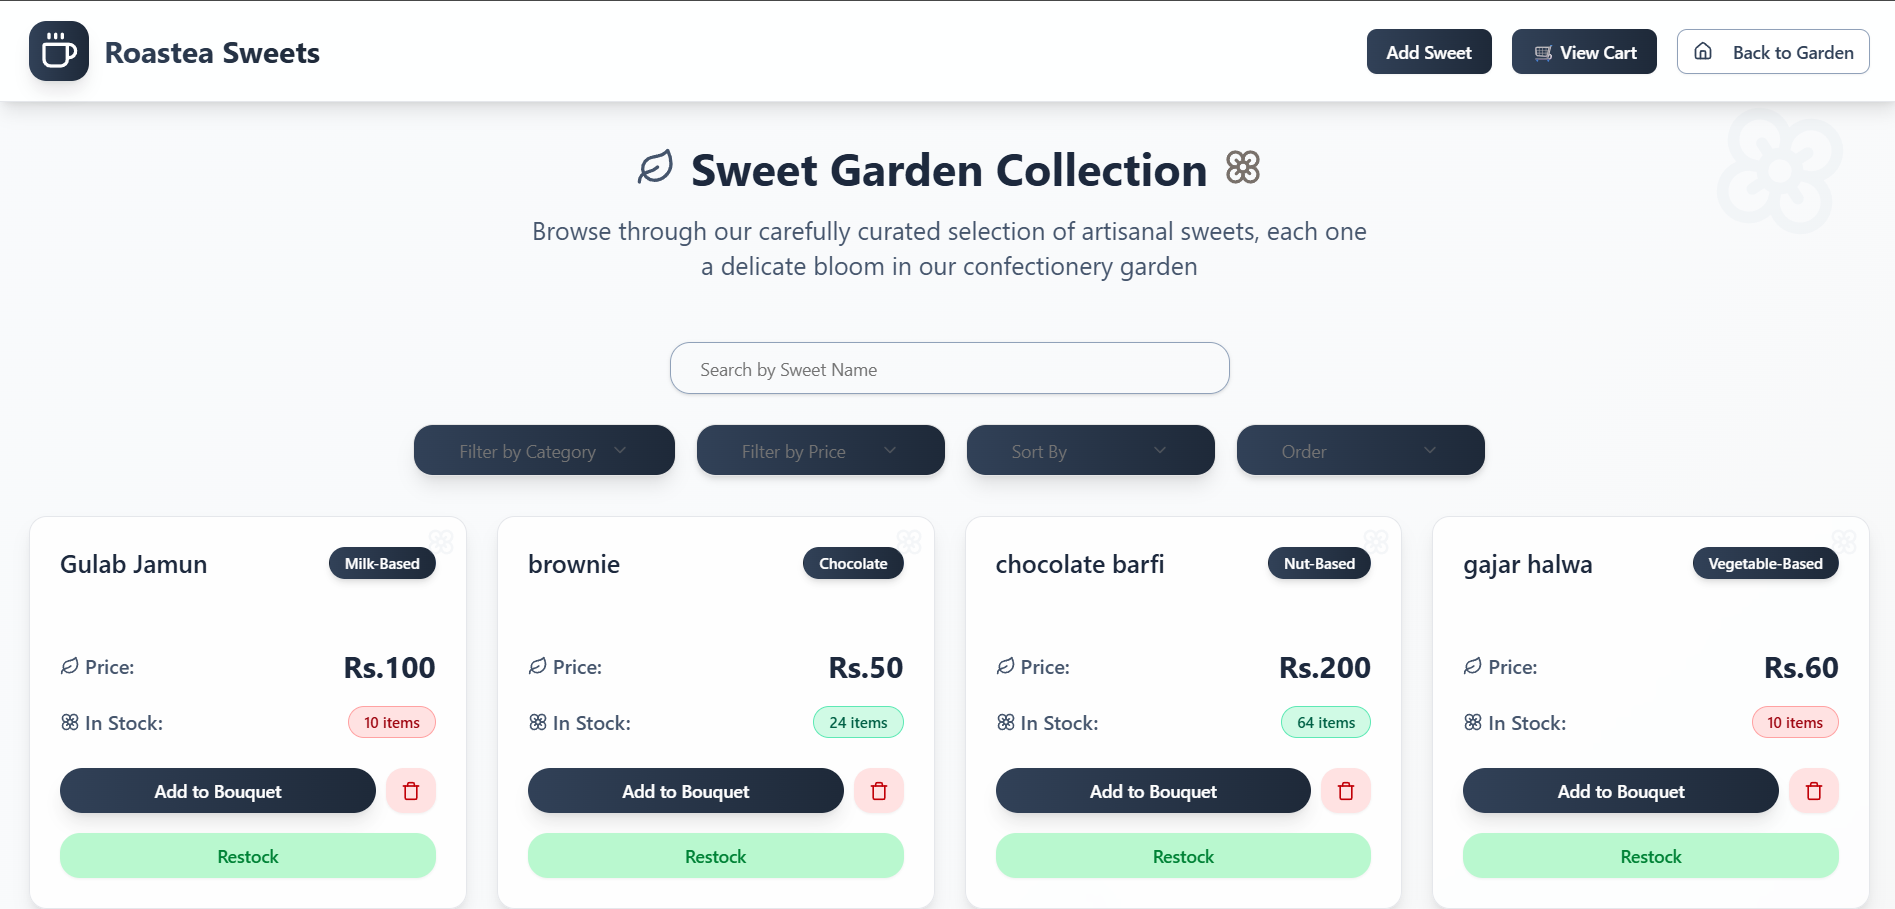 Roastea Sweets
Add Sweet
View Cart
Back to Garden
Sweet Garden Collection
Browse through our carefully curated selection of artisanal sweets, each one
a delicate bloom in our confectionery garden
Search by Sweet Name
Filter by Category
Filter by Price
Sort By
Order
Gulab Jamun
Milk-Based
Price:
Rs.100
In Stock:
10 items
Add to Bouquet
Restock
brownie
Chocolate
Price:
Rs.50
In Stock:
24 items
Add to Bouquet
Restock
chocolate barfi
Nut-Based
Price:
Rs.200
In Stock:
64 items
Add to Bouquet
Restock
gajar halwa
Vegetable-Based
Price:
Rs.60
In Stock:
10 items
Add to Bouquet
Restock